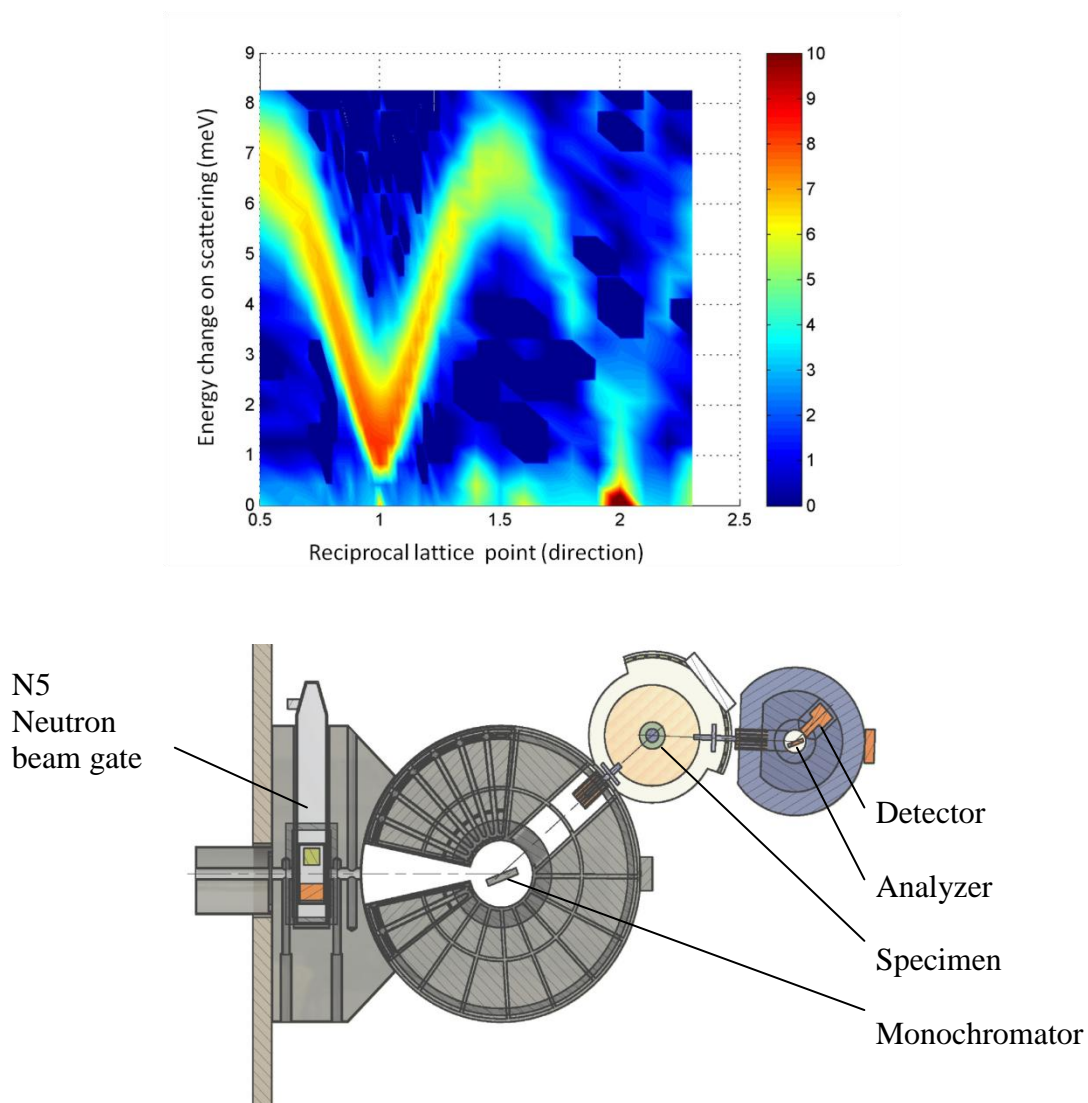 9
8
7
6
5
4
3
2
1
0
Energy change on scattering (meV)
0.5
1
1.5
2
2.5
Reciprocal lattice point (direction)
10
9
8
7
6
5
4
3
2
1
0
N5
Neutron
beam gate
Detector
Analyzer
Specimen
Monochromator